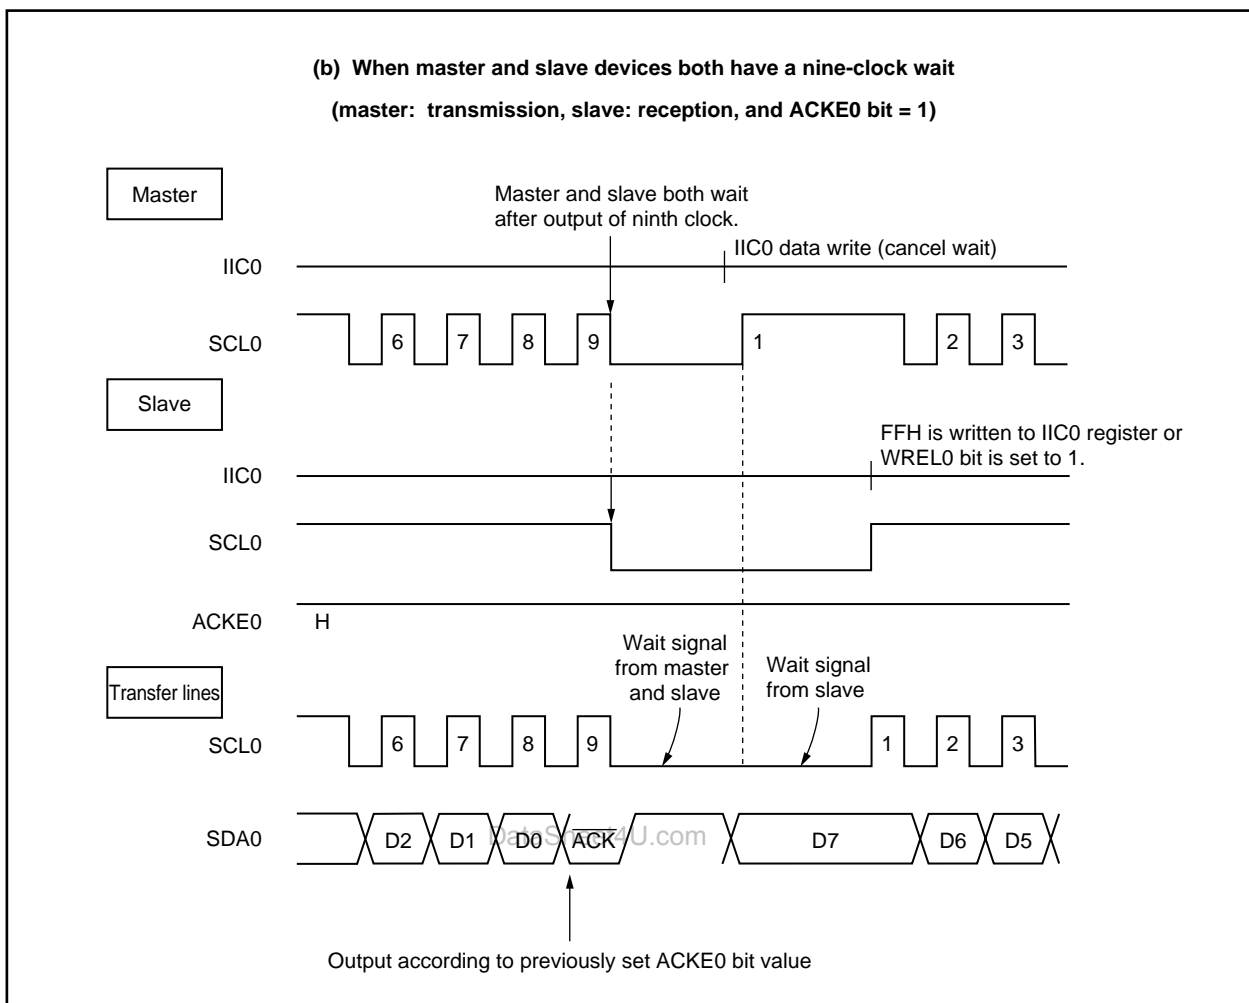 (b) When master and slave devices both have a nine-clock wait
(master: transmission, slave: reception, and ACKE0 bit = 1)
Master
Master and slave both wait
after output of ninth clock.
IIC0 data write (cancel wait)
IIC0
SCL0
6 7 8 9 1 2 3
Slave
FFH is written to IIC0 register or
WREL0 bit is set to 1.
IIC0
SCL0
ACKE0 H
Wait signal
from master
and slave
Wait signal
from slave
Transfer lines
SCL0
6 7 8 9 1 2 3
SDA0
D2 D1 D0 ACK D7 D6 D5
DataSheet4U.com
Output according to previously set ACKE0 bit value